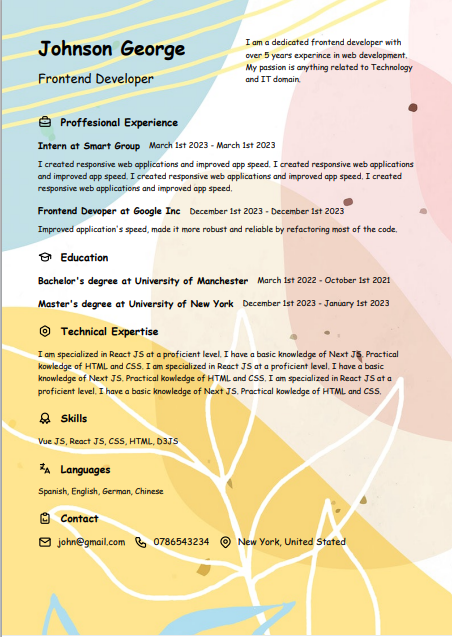 Johnson George
Frontend Developer
I am a dedicated frontend developer with
over 5 years experince in web development.
My passion is anything related to Technology
and IT domain.
Proffesional Experience
Intern at Smart Group March 1st 2023 - March 1st 2023
I created responsive web applications and improved app speed. I created responsive web applications
and improved app speed. I created responsive web applications and improved app speed. I created
responsive web applications and improved app speed.
Frontend Devoper at Google Inc December 1st 2023 - December 1st 2023
Improved application's speed, made it more robust and reliable by refactoring most of the code.
Education
Bachelor's degree at University of Manchester March 1st 2022 - October 1st 2021
Master's degree at University of New York December 1st 2023 - January 1st 2023
Technical Expertise
I am specialized in React JS at a proficient level. I have a basic knowledge of Next JS. Practical
kowledge of HTML and CSS. I am specialized in React JS at a proficient level. I have a basic
knowledge of Next JS. Practical kowledge of HTML and CSS. I am specialized in React JS at a
proficient level. I have a basic knowledge of Next JS. Practical kowledge of HTML and CSS.
Skills
Vue JS, React JS, CSS, HTML, D3JS
Languages
Spanish, English, German, Chinese
Contact
john@gmail.com 0786543234 New York, United Stated